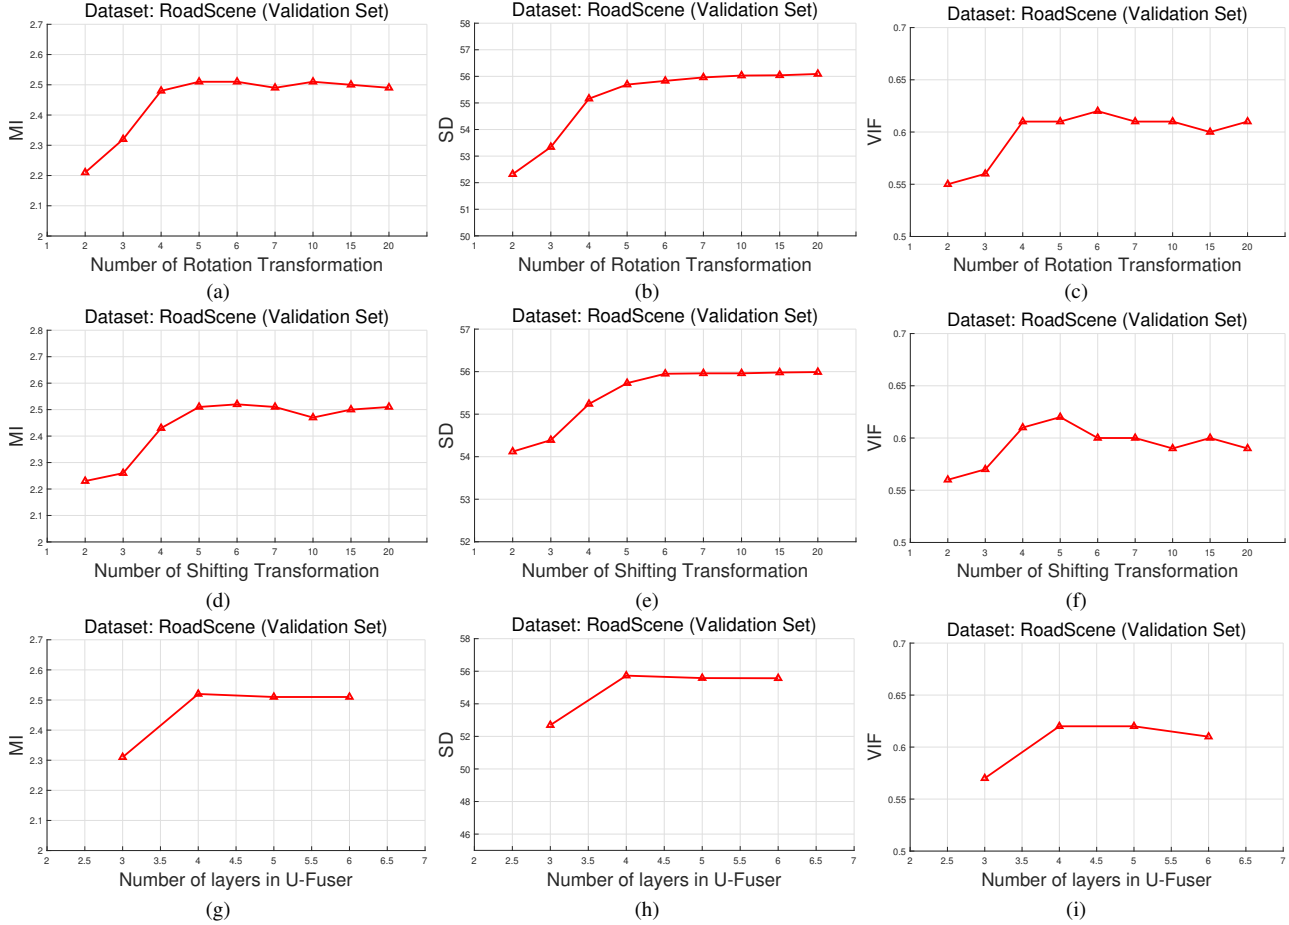 Dataset: RoadScene (Validation Set)
2.7
2.6
2.5
2.4
2.3
2.2
2.1
2
MI
1 2 3 4 5 6 7 10 15 20
Number of Rotation Transformation
(a)
Dataset: RoadScene (Validation Set)
58
57
56
55
54
53
52
51
50
SD
1 2 3 4 5 6 7 10 15 20
Number of Rotation Transformation
(b)
Dataset: RoadScene (Validation Set)
0.7
0.65
0.6
0.55
0.5
VIF
1 2 3 4 5 6 7 10 15 20
Number of Rotation Transformation
(c)
Dataset: RoadScene (Validation Set)
2.8
2.7
2.6
2.5
2.4
2.3
2.2
2.1
2
MI
1 2 3 4 5 6 7 10 15 20
Number of Shifting Transformation
(d)
Dataset: RoadScene (Validation Set)
57
56
55
54
53
52
SD
1 2 3 4 5 6 7 10 15 20
Number of Shifting Transformation
(e)
Dataset: RoadScene (Validation Set)
0.7
0.65
0.6
0.55
0.5
VIF
1 2 3 4 5 6 7 10 15 20
Number of Shifting Transformation
(f)
Dataset: RoadScene (Validation Set)
2.7
2.6
2.5
2.4
2.3
2.2
2.1
2
MI
2 2.5 3 3.5 4 4.5 5 5.5 6 6.5 7
Number of layers in U-Fuser
(g)
Dataset: RoadScene (Validation Set)
58
56
54
52
50
48
46
SD
2 2.5 3 3.5 4 4.5 5 5.5 6 6.5 7
Number of layers in U-Fuser
(h)
Dataset: RoadScene (Validation Set)
0.7
0.65
0.6
0.55
0.5
VIF
2 2.5 3 3.5 4 4.5 5 5.5 6 6.5 7
Number of layers in U-Fuser
(i)